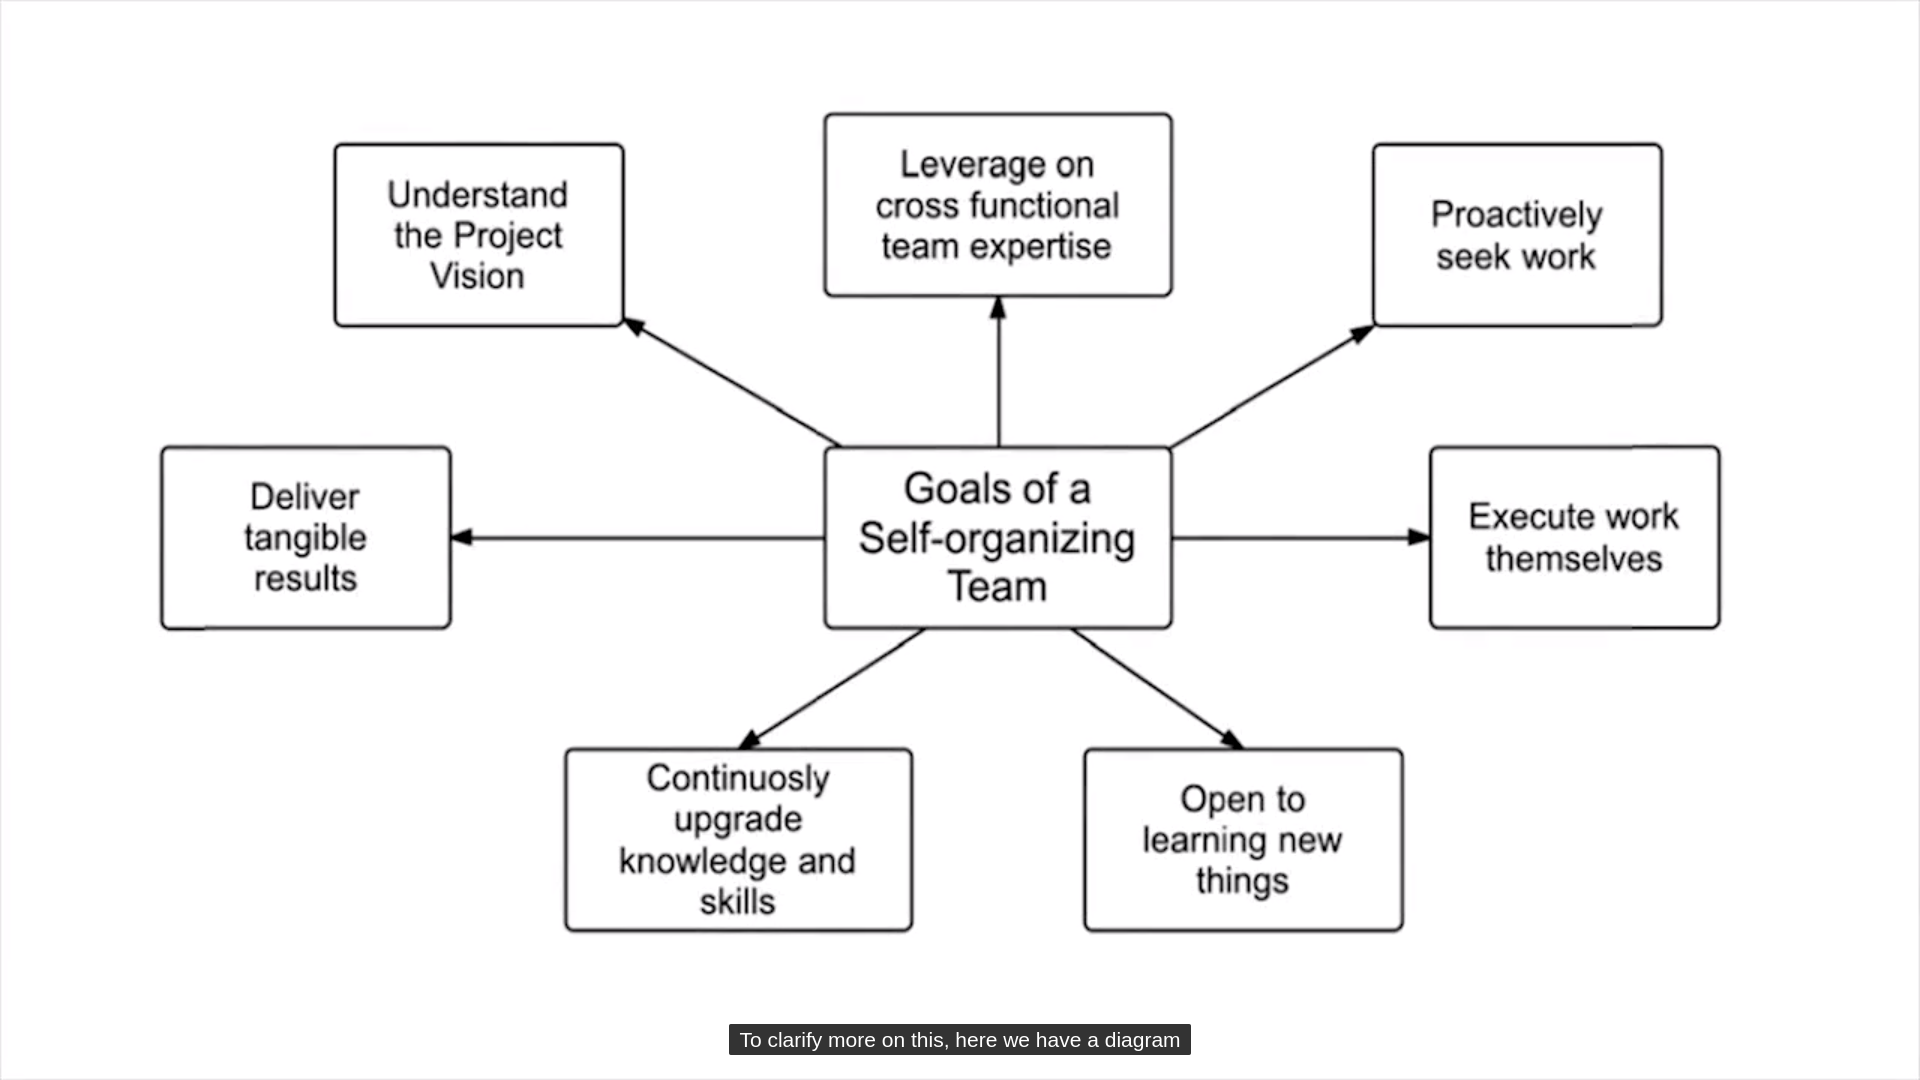 Understand
the Project
Vision
Leverage on
cross functional
team expertise
Proactively
seek work
Deliver
tangible
results
Goals of a
Self-organizing
Team
Execute work
themselves
Continuosly
upgrade
knowledge and
skills
Open to
learning new
things
To clarify more on this, here we have a diagram